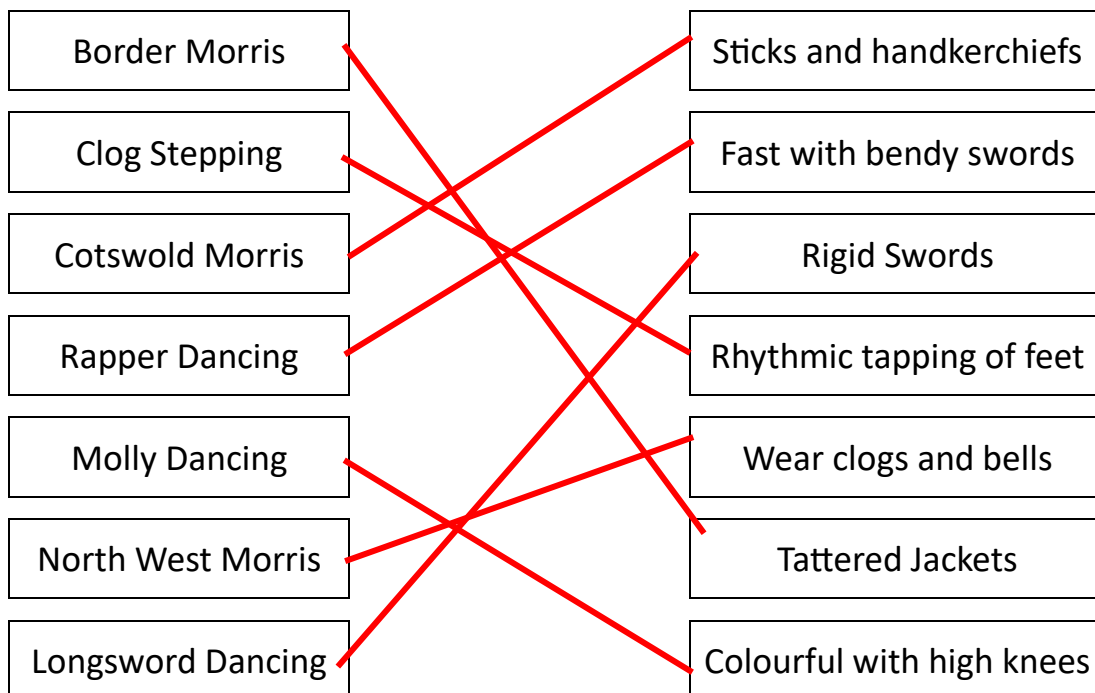 Border Morris
Sticks and handkerchiefs
Clog Stepping
Fast with bendy swords
Cotswold Morris
Rigid Swords
Rapper Dancing
Rhythmic tapping of feet
Molly Dancing
Wear clogs and bells
North West Morris
Tattered Jackets
Longsword Dancing
Colourful with high knees